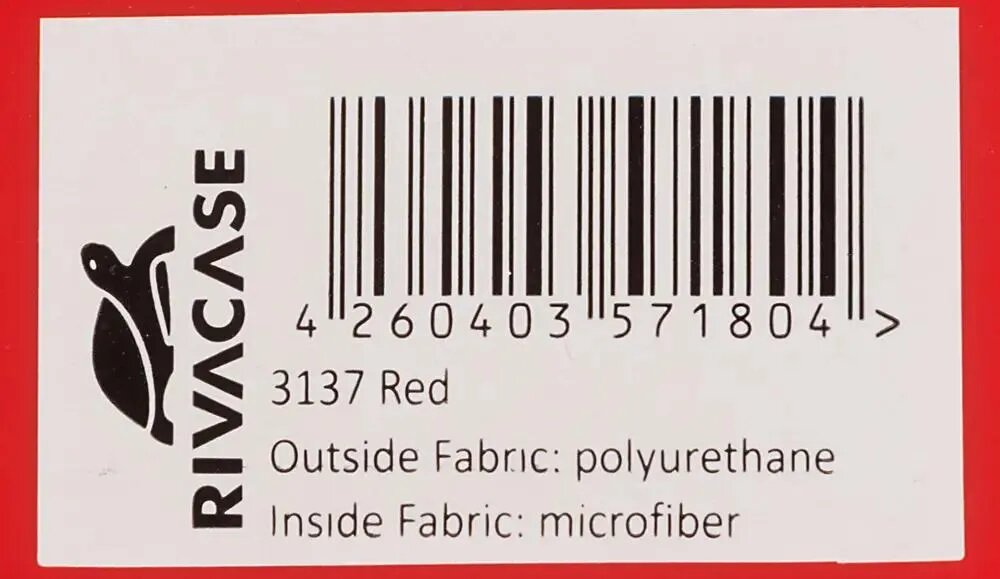 RIVACASE
4 260403 571804 >
3137 Red
Outside Fabric: polyurethane
Inside Fabric: microfiber